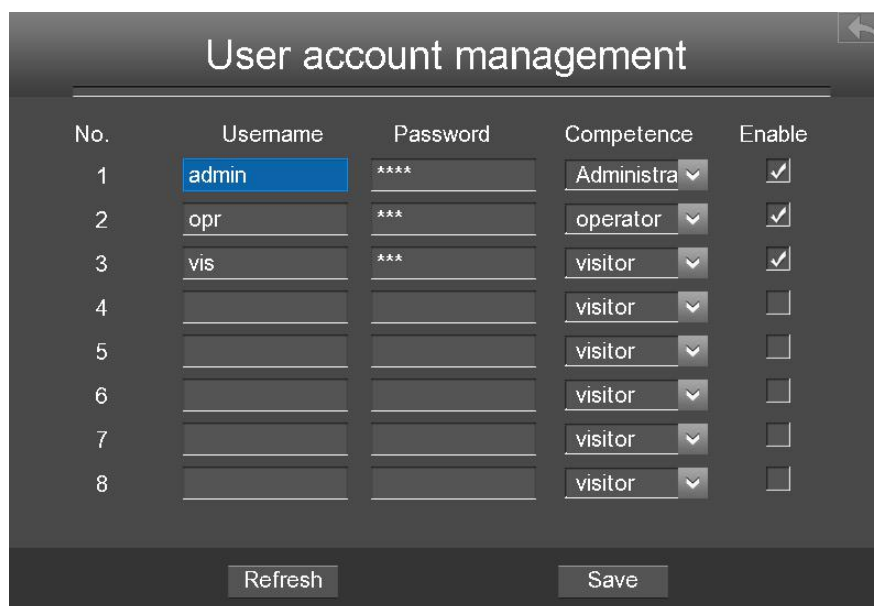 User account management
No. Username Password Competence Enable
1 admin **** Administra
2 opr *** operator
3 vis *** visitor
4 visitor
5 visitor
6 visitor
7 visitor
8 visitor
Refresh Save